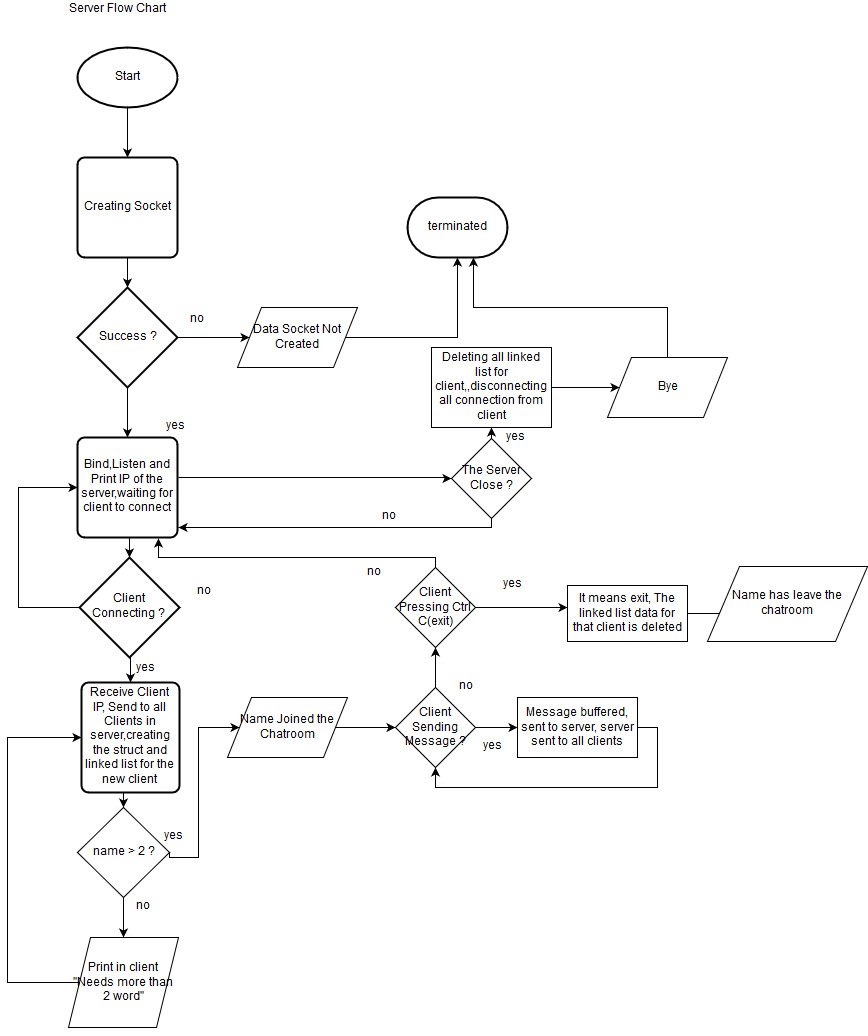 Server Flow Chart
Start
Creating Socket
terminated
Success ?
no
Data Socket Not
Created
Deleting all linked
list for
client,,disconnecting
all connection from
client
Bye
yes
yes
Bind,Listen and
Print IP of the
server,waiting for
client to connect
The Server
Close ?
no
Client
Connecting ?
no
no
Client
Pressing Ctrl
C(exit)
yes
It means exit, The
linked list data for
that client is deleted
Name has leave the
chatroom
yes
no
Receive Client
IP, Send to all
Clients in
server,creating
the struct and
linked list for the
new client
Name Joined the
Chatroom
Client
Sending
Message ?
yes
Message buffered,
sent to server, server
sent to all clients
name > 2 ?
yes
no
Print in client
"Needs more than
2 word"